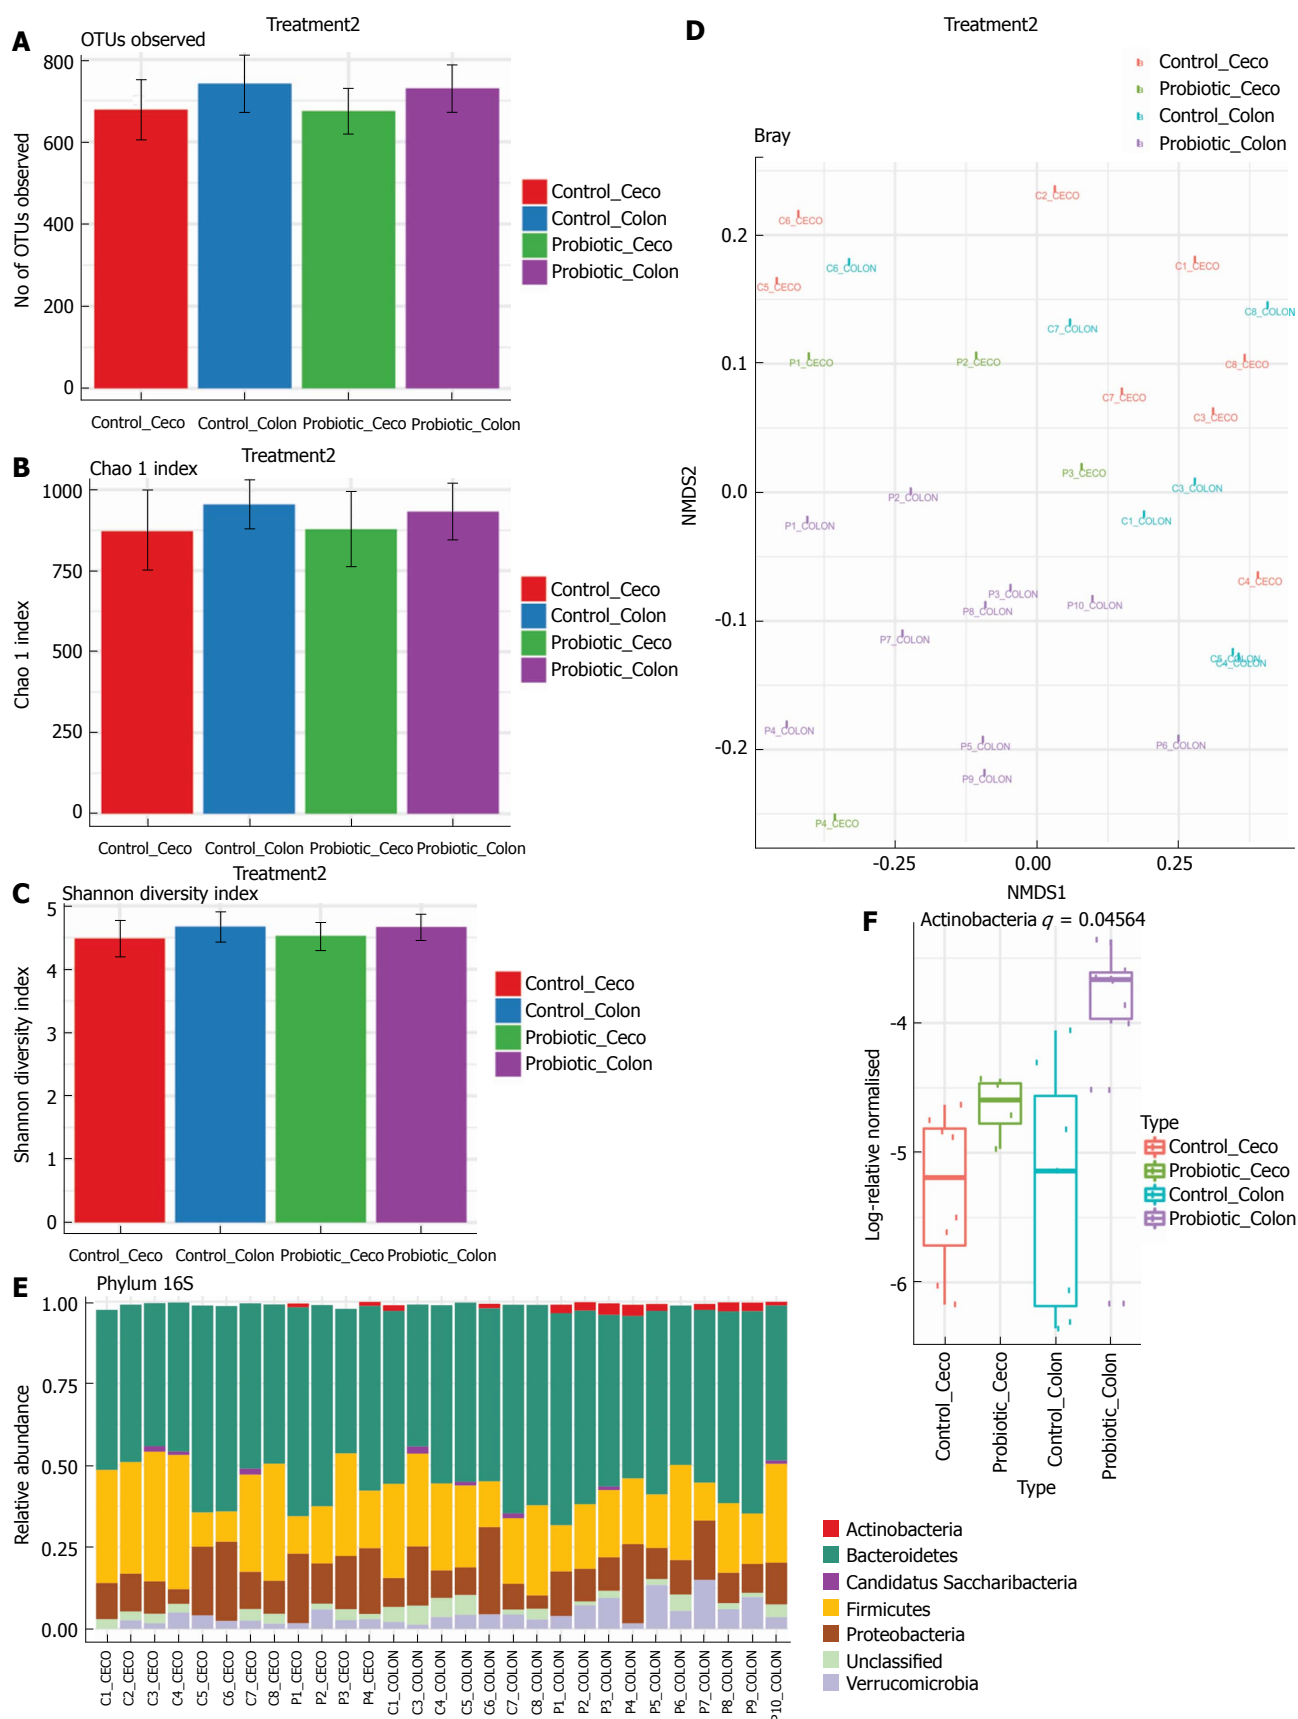 A
Treatment2
OTUs observed
No of OTUs observed
800
600
400
200
0
Control_Ceco
Control_Colon
Probiotic_Ceco
Probiotic_Colon
Control_Ceco
Control_Colon
Probiotic_Ceco
Probiotic_Colon
B
Treatment2
Chao 1 index
Chao 1 index
1000
750
500
250
0
Control_Ceco
Control_Colon
Probiotic_Ceco
Probiotic_Colon
Control_Ceco
Control_Colon
Probiotic_Ceco
Probiotic_Colon
C
Treatment2
Shannon diversity index
Shannon diversity index
5
4
3
2
1
0
Control_Ceco
Control_Colon
Probiotic_Ceco
Probiotic_Colon
Control_Ceco
Control_Colon
Probiotic_Ceco
Probiotic_Colon
D
Treatment2
Control_Ceco
Probiotic_Ceco
Control_Colon
Probiotic_Colon
Bray
NMDS2
0.2
0.1
0.0
-0.1
-0.2
C2_CECO
C6_CECO
C6_COLON
C1_CECO
C5_CECO
C8_COLON
C7_COLON
P1_CECO
P2_CECO
C8_CECO
C7_CECO
C3_CECO
P3_CECO
C3_COLON
P2_COLON
P1_COLON
C1_COLON
C4_CECO
P3_COLON
P8_COLON
P10_COLON
P7_COLON
C5_COLON
C4_COLON
P4_COLON
P5_COLON
P6_COLON
P9_COLON
P4_CECO
-0.25
0.00
0.25
NMDS1
E
Phylum 16S
Relative abundance
1.00
0.75
0.50
0.25
0.00
C1_CECO
C2_CECO
C3_CECO
C4_CECO
C5_CECO
C6_CECO
C7_CECO
C8_CECO
P1_CECO
P2_CECO
P3_CECO
P4_CECO
C1_COLON
C3_COLON
C4_COLON
C5_COLON
C6_COLON
C7_COLON
C8_COLON
P1_COLON
P2_COLON
P3_COLON
P4_COLON
P5_COLON
P6_COLON
P7_COLON
P8_COLON
P9_COLON
P10_COLON
Actinobacteria
Bacteroidetes
Candidatus Saccharibacteria
Firmicutes
Proteobacteria
Unclassified
Verrucomicrobia
F
Actinobacteria q = 0.04564
Log-relative normalised
-4
-5
-6
Control_Ceco
Probiotic_Ceco
Control_Colon
Probiotic_Colon
Type
Type
Control_Ceco
Probiotic_Ceco
Control_Colon
Probiotic_Colon